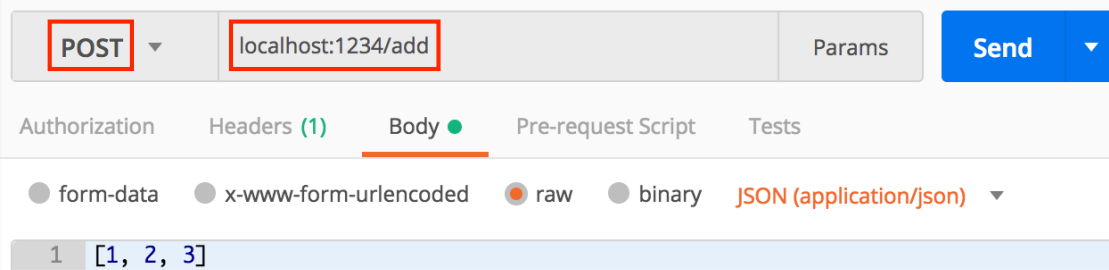 POST localhost:1234/add Params Send
Authorization Headers (1) Body Pre-request Script Tests
form-data x-www-form-urlencoded raw binary JSON (application/json)
1 [1, 2, 3]